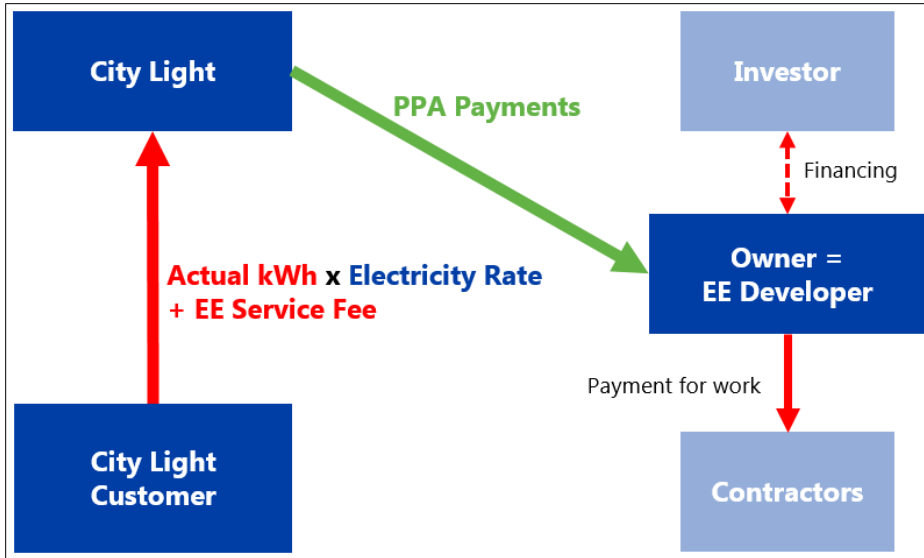 City Light
Investor
PPA Payments
Financing
Owner =
EE Developer
Actual kWh x Electricity Rate
+ EE Service Fee
Payment for work
City Light
Customer
Contractors